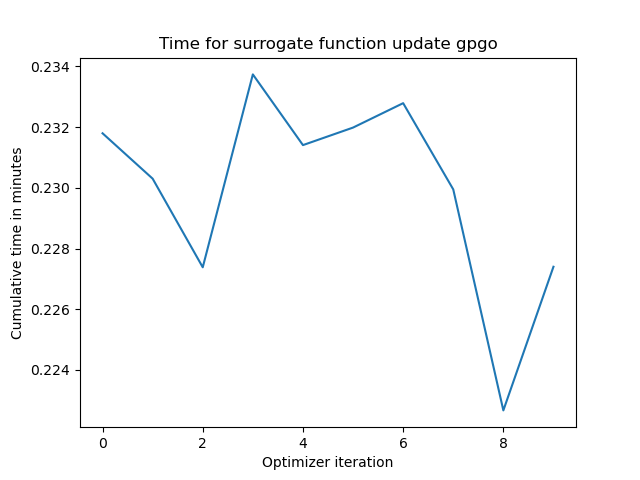 Time for surrogate function update gpgo
Cumulative time in minutes
0.234
0.232
0.230
0.228
0.226
0.224
0 2 4 6 8
Optimizer iteration